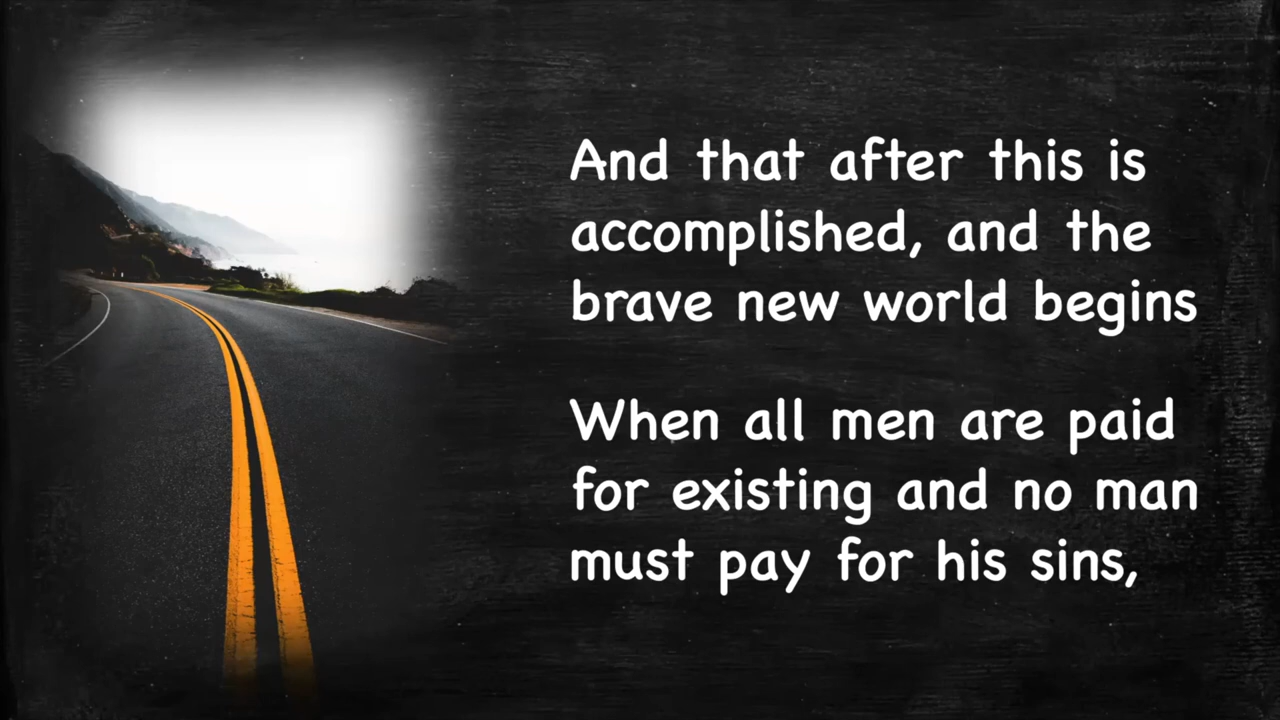 And that after this is
accomplished, and the
brave new world begins
When all men are paid
for existing and no man
must pay for his sins,